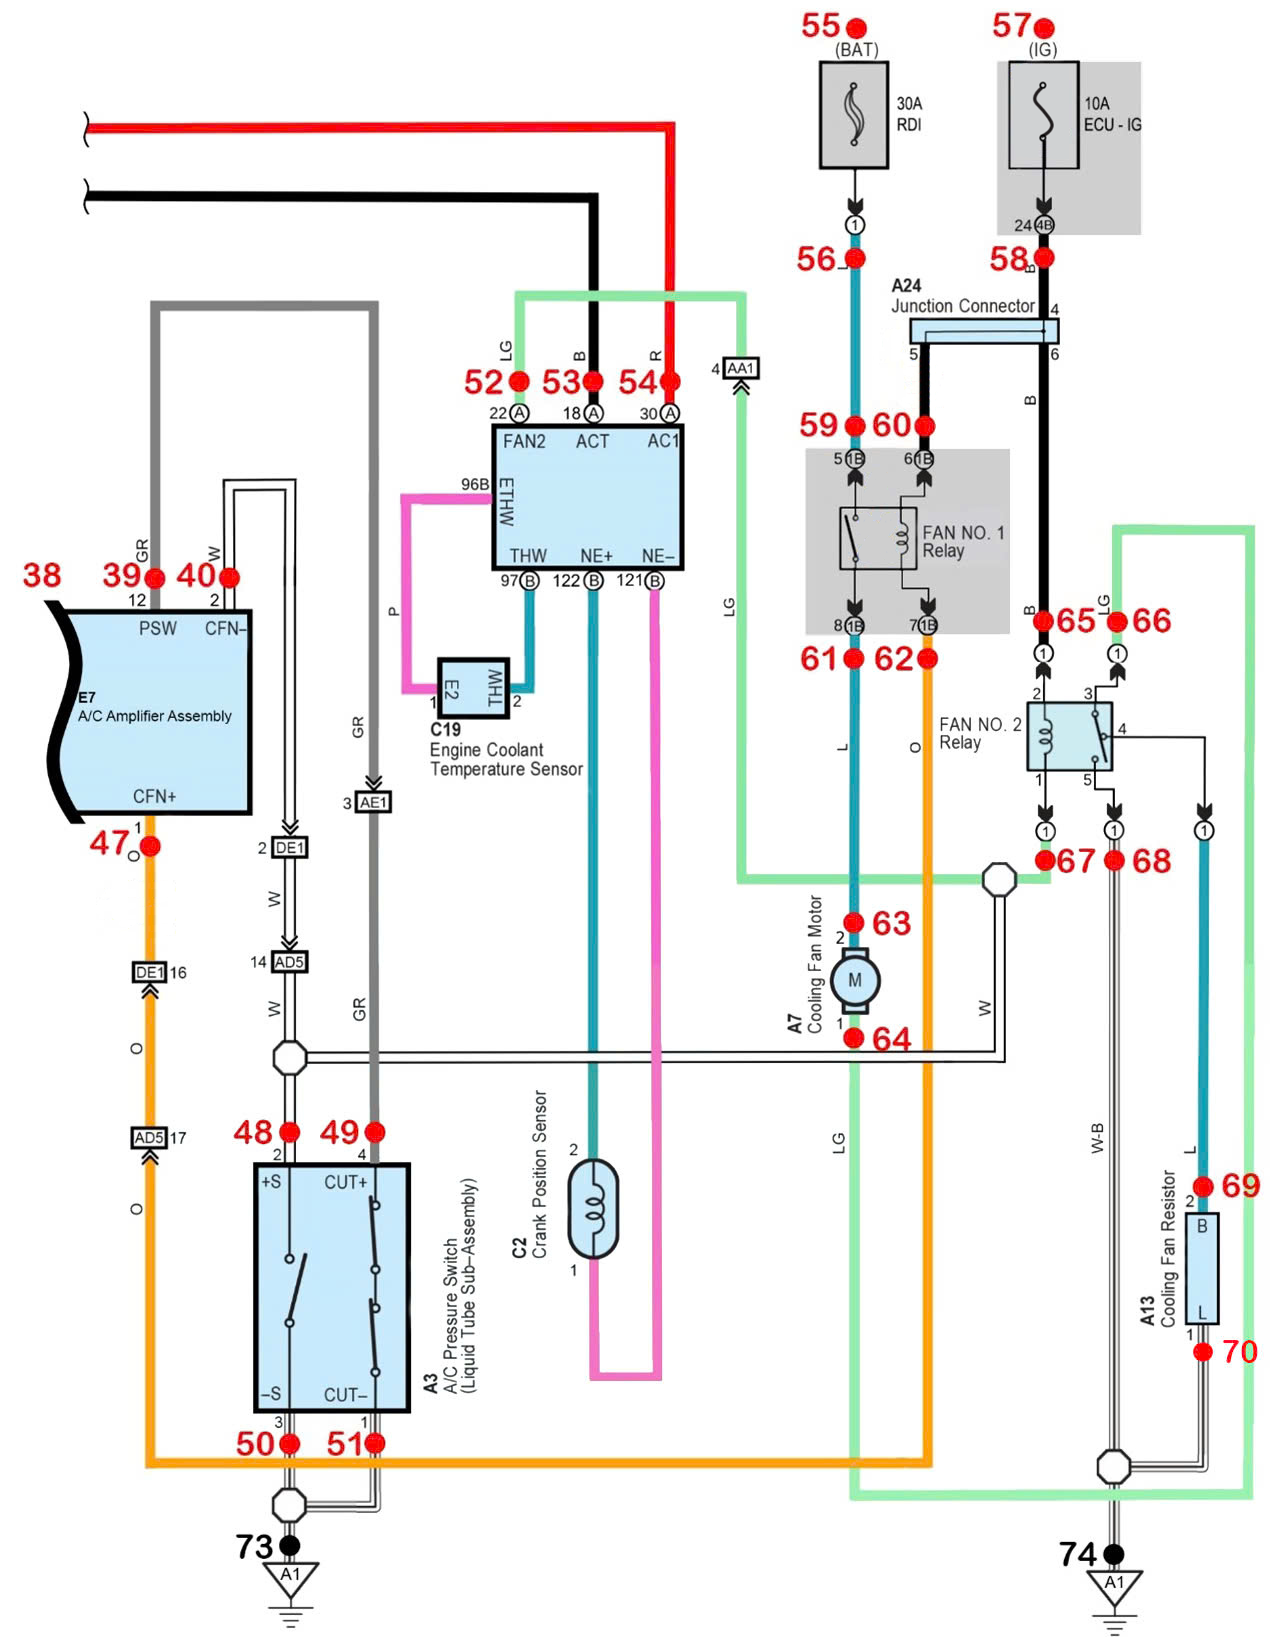 55
(BAT)
57
(IG)
30A
RDI
10A
ECU - IG
1
24 4B
56
L
58
B
A24
Junction Connector
4
5
6
LG
B
R
4 AA1
52
53
54
22 A
18 A
30 A
FAN2
ACT
AC1
B
59
60
5 1B
6 1B
96B
ETHW
FAN NO. 1
Relay
THW
NE+
NE–
97 B
122 B
121 B
GR
W
38
39
40
12
2
PSW
CFN–
P
LG
8 1B
7 1B
B
65
LG
66
61
62
1
1
E7
A/C Amplifier Assembly
1
E2
THW
2
C19
Engine Coolant
Temperature Sensor
GR
L
O
FAN NO. 2
Relay
2
3
4
1
5
CFN+
3 AE1
1
47
O
2 DE1
1
1
1
67
68
W
Cooling Fan Motor
A7
63
2
M
1
64
14 AD5
DE1 16
W
GR
W
O
48
49
AD5 17
2
4
+S
CUT+
2
Crank Position Sensor
C2
1
LG
W-B
L
69
2
B
L
1
Cooling Fan Resistor
A13
70
O
A3
A/C Pressure Switch
(Liquid Tube Sub–Assembly)
–S
CUT–
3
1
50
51
73
A1
74
A1